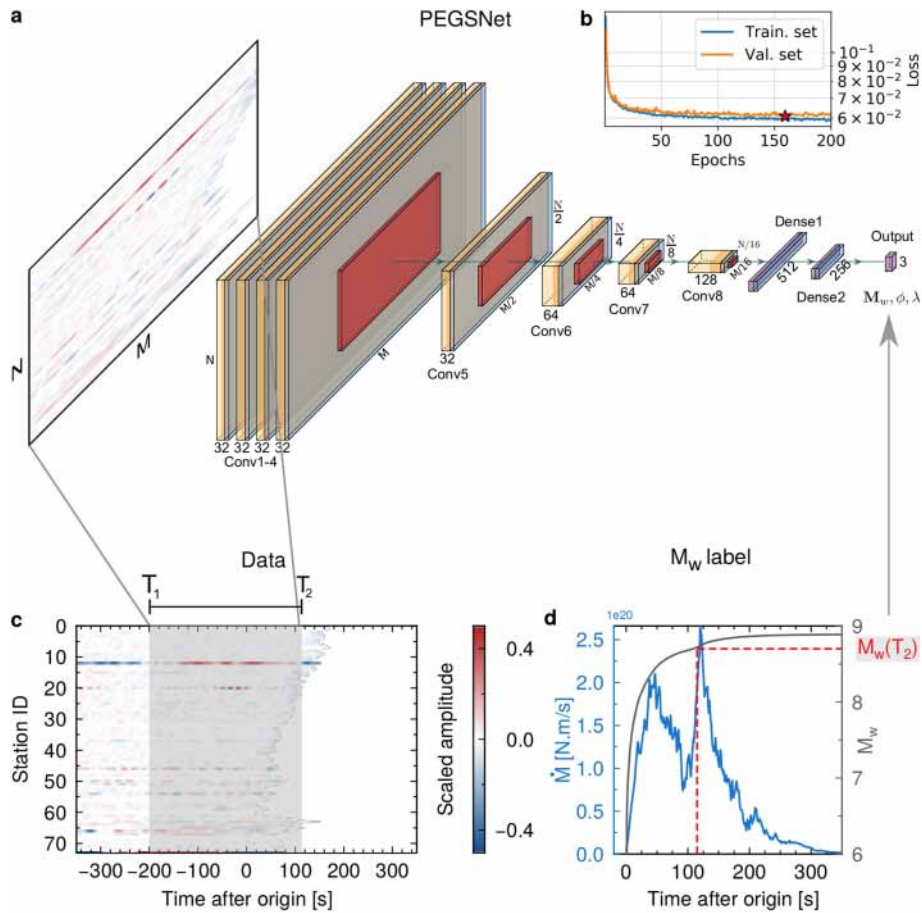 a
PEGSNet
b
Train. set
Val. set
10⁻¹
9 × 10⁻²
8 × 10⁻²
7 × 10⁻²
6 × 10⁻²
Loss
50 100 150 200
Epochs
N
M
N
M
32 32 32 32
Conv1-4
N/2
M/2
32
Conv5
N/4
M/4
64
Conv6
N/8
M/8
64
Conv7
N/16
M/16
128
Conv8
Dense1
512
256
Dense2
Output
3
M_w, ϕ, λ
Data
T₁ T₂
c
0
10
20
30
40
50
60
70
Station ID
−300 −200 −100 0 100 200 300
Time after origin [s]
0.4
0.0
−0.4
Scaled amplitude
M_w label
1e20
d
2.5
2.0
1.5
1.0
0.5
0.0
Ṁ [N.m/s]
0 100 200 300
Time after origin [s]
9
8
7
6
M_w
M_w(T₂)